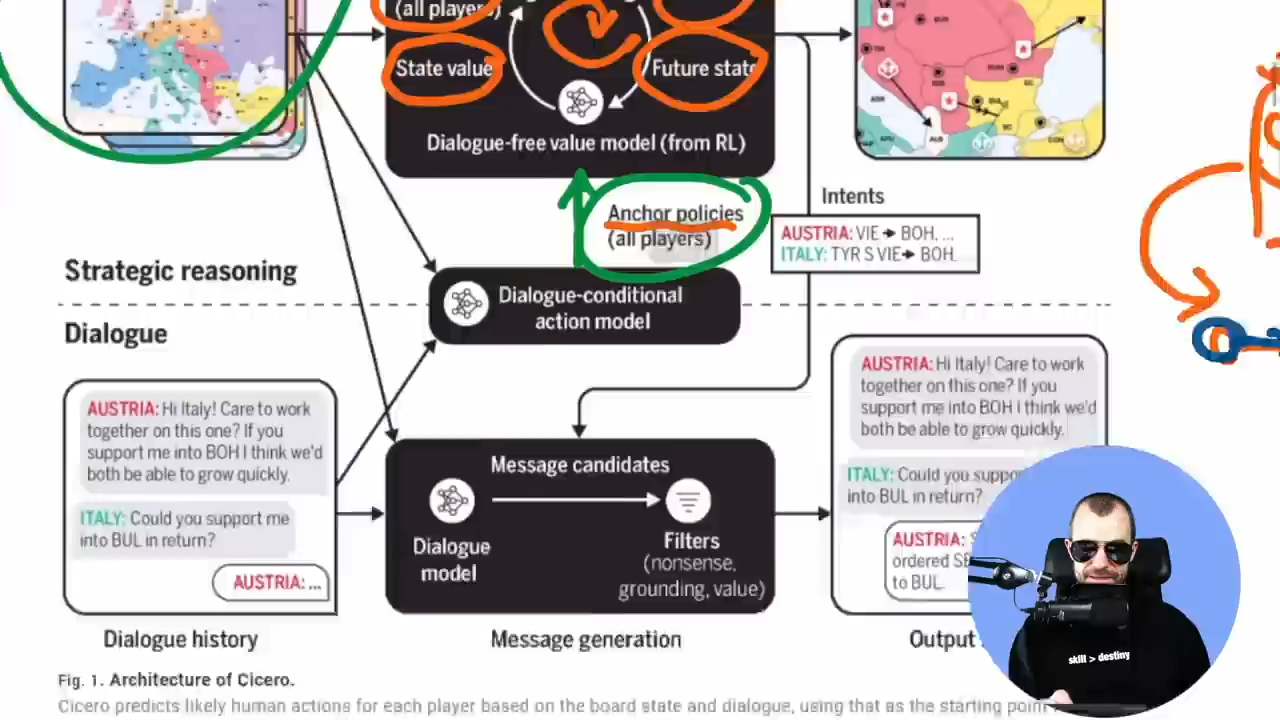 (all players)
State value
Future state
Dialogue-free value model (from RL)
Anchor policies
(all players)
Intents
AUSTRIA: VIE → BOH, ...
ITALY: TYR S VIE → BOH.
Strategic reasoning
Dialogue
Dialogue-conditional
action model
AUSTRIA: Hi Italy! Care to work
together on this one? If you
support me into BOH I think we'd
both be able to grow quickly.
ITALY: Could you support me
into BUL in return?
AUSTRIA: ...
Dialogue history
Message candidates
Dialogue
model
Filters
(nonsense,
grounding, value)
Message generation
AUSTRIA: Hi Italy! Care to work
together on this one? If you
support me into BOH I think we'd
both be able to grow quickly.
ITALY: Could you
into BUL in return?
AUSTRIA:
ordered
to BUL.
Output
skill > destiny
Fig. 1. Architecture of Cicero.
Cicero predicts likely human actions for each player based on the board state and dialogue, using that as the starting point